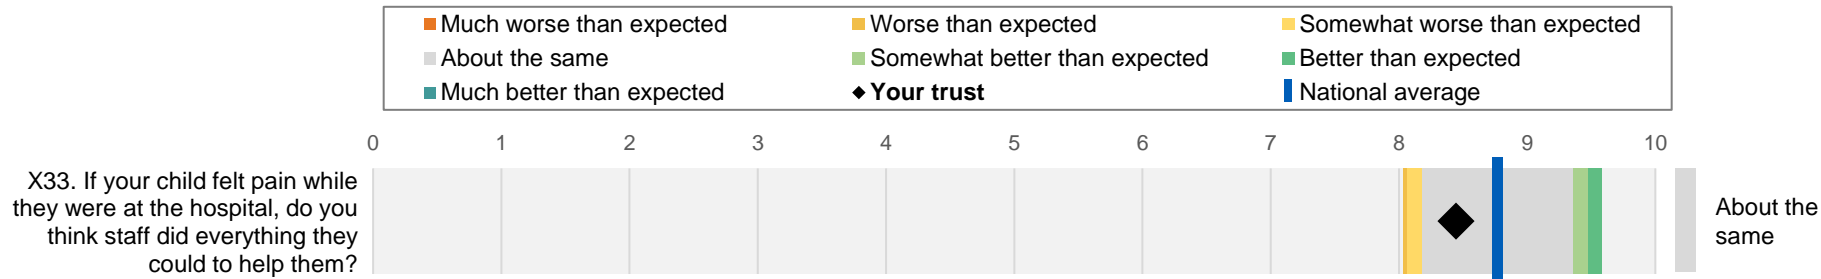 Much worse than expected
Worse than expected
Somewhat worse than expected
About the same
Somewhat better than expected
Better than expected
Much better than expected
Your trust
National average
0 1 2 3 4 5 6 7 8 9 10
X33. If your child felt pain while
they were at the hospital, do you
think staff did everything they
could to help them?
About the
same